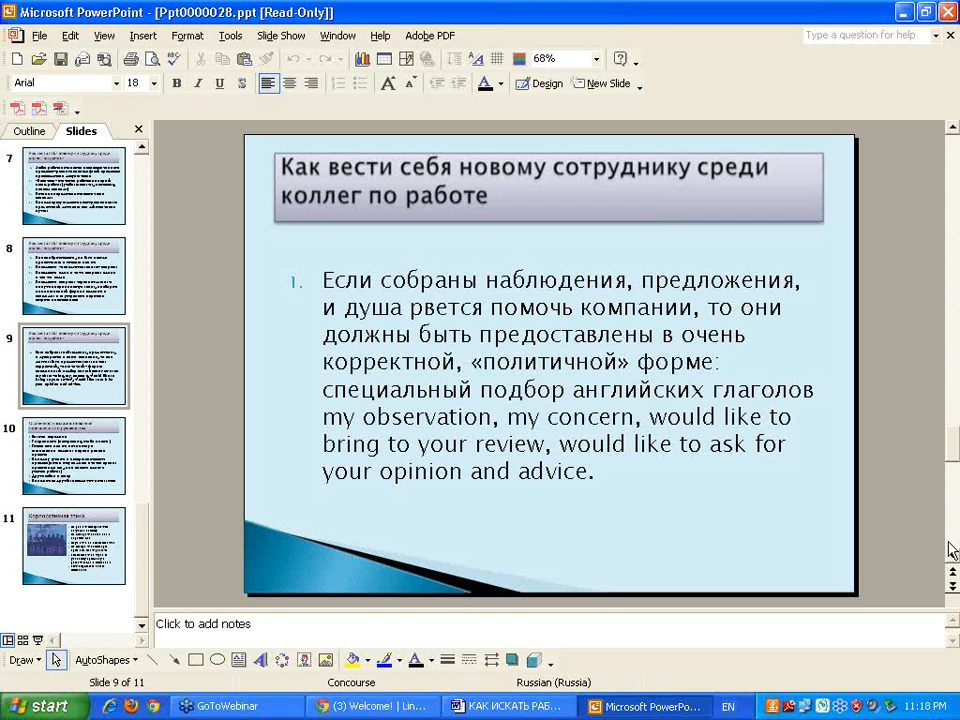 Microsoft PowerPoint - [Ppt0000028.ppt [Read-Only]]
File Edit View Insert Format Tools Slide Show Window Help Adobe PDF
Type a question for help
68%
Arial 18 B I U S A A A Design New Slide
Outline Slides
7
8
9
10
11
Как вести себя новому сотруднику среди
коллег по работе
1. Если собраны наблюдения, предложения,
и душа рвется помочь компании, то они
должны быть предоставлены в очень
корректной, «политичной» форме:
специальный подбор английских глаголов
my observation, my concern, would like to
bring to your review, would like to ask for
your opinion and advice.
Click to add notes
Draw AutoShapes
Slide 9 of 11 Concourse Russian (Russia)
start GoToWebinar (3) Welcome! | Lin... КАК ИСКАТЬ РАБ... Microsoft PowerPo... EN 11:18 PM